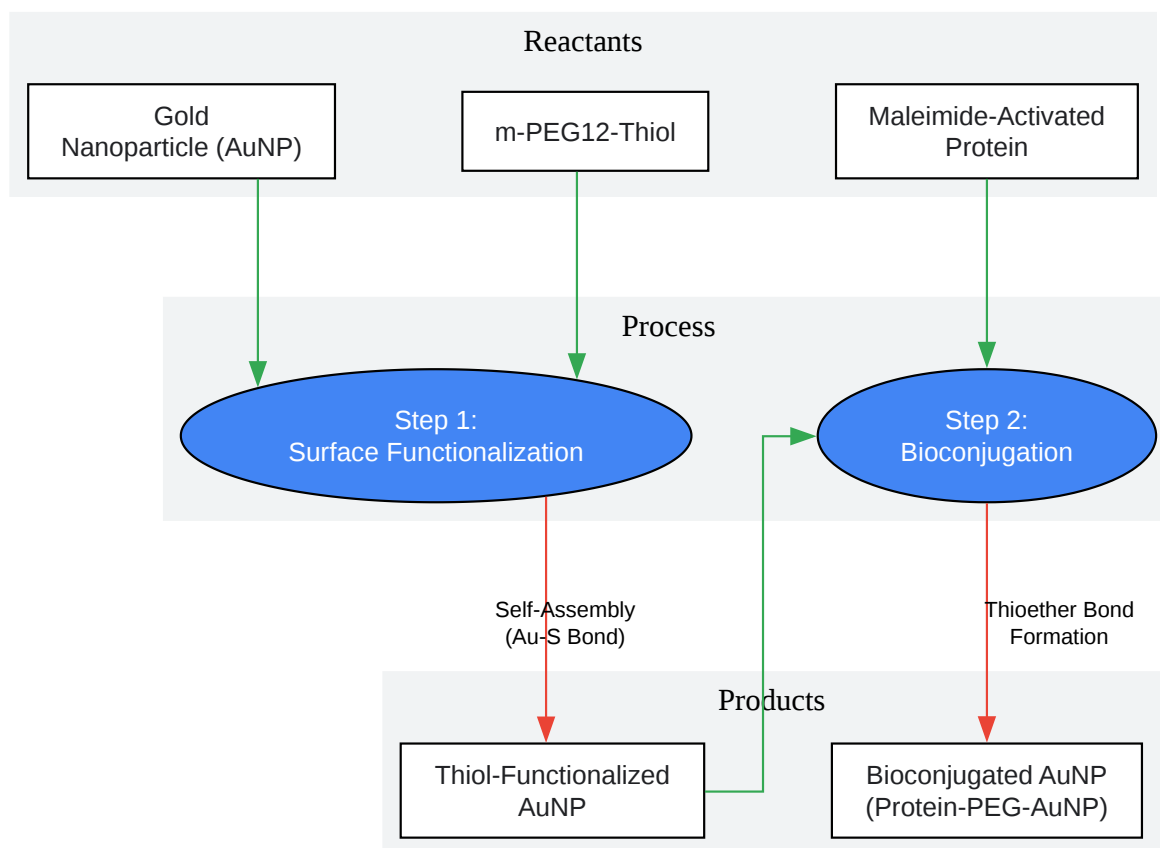 Reactants
Gold
Nanoparticle (AuNP)
m-PEG12-Thiol
Maleimide-Activated
Protein
Process
Step 1:
Surface Functionalization
Step 2:
Bioconjugation
Self-Assembly
(Au-S Bond)
Thioether Bond
Formation
Products
Thiol-Functionalized
AuNP
Bioconjugated AuNP
(Protein-PEG-AuNP)